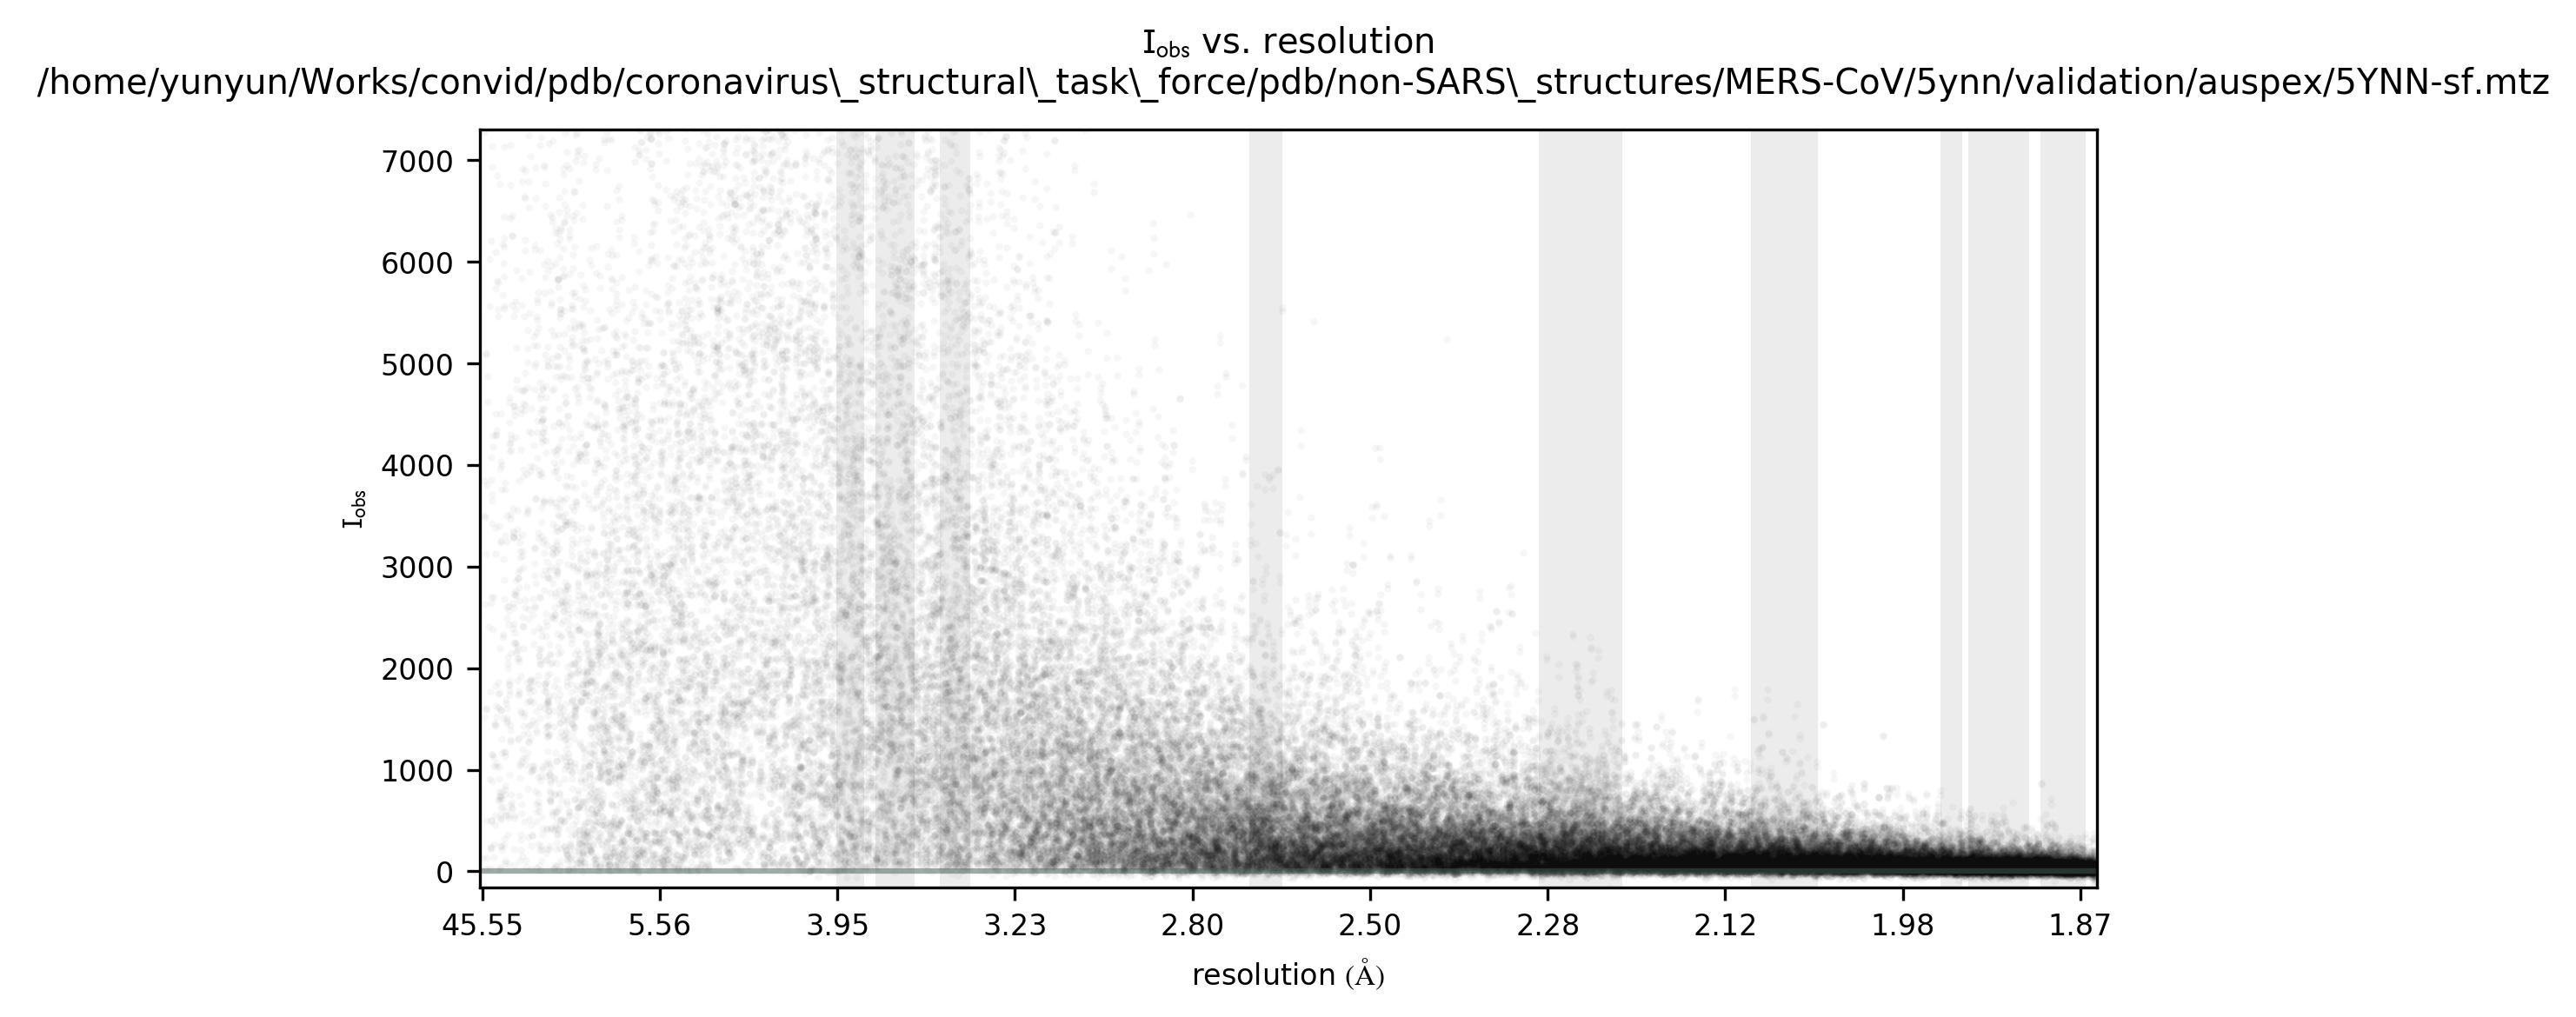 Iobs vs. resolution
/home/yunyun/Works/convid/pdb/coronavirus\_structural\_task\_force/pdb/non-SARS\_structures/MERS-CoV/5ynn/validation/auspex/5YNN-sf.mtz
7000
6000
5000
4000
3000
2000
1000
0
Iobs
45.55 5.56 3.95 3.23 2.80 2.50 2.28 2.12 1.98 1.87
resolution (Å)